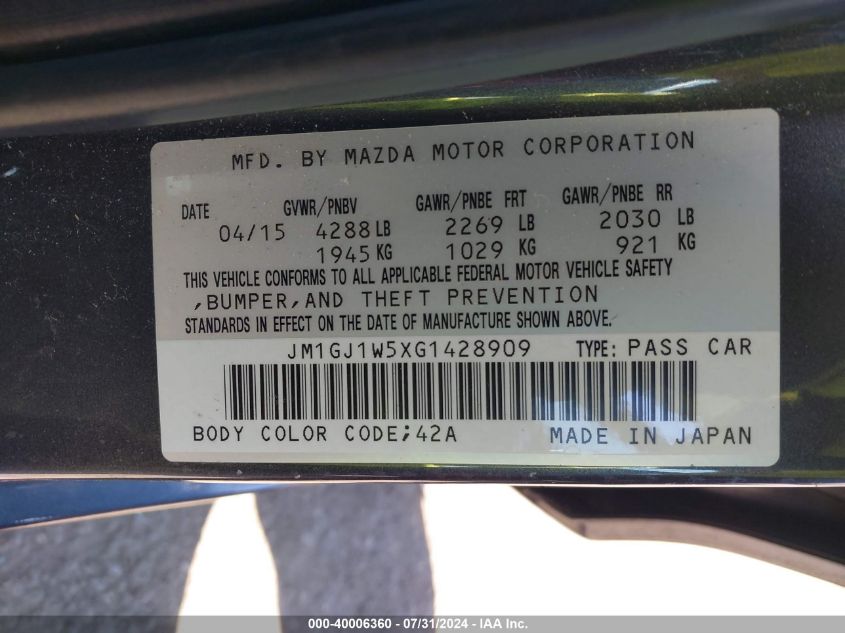 MFD. BY MAZDA MOTOR CORPORATION
DATE GVWR/PNBV GAWR/PNBE FRT GAWR/PNBE RR
04/15 4288 LB 2269 LB 2030 LB
1945 KG 1029 KG 921 KG
THIS VEHICLE CONFORMS TO ALL APPLICABLE FEDERAL MOTOR VEHICLE SAFETY
,BUMPER,AND THEFT PREVENTION
STANDARDS IN EFFECT ON THE DATE OF MANUFACTURE SHOWN ABOVE.
JM1GJ1W5XG1428909 TYPE: PASS CAR
BODY COLOR CODE;42A MADE IN JAPAN
000-40006360 - 07/31/2024 - IAA Inc.